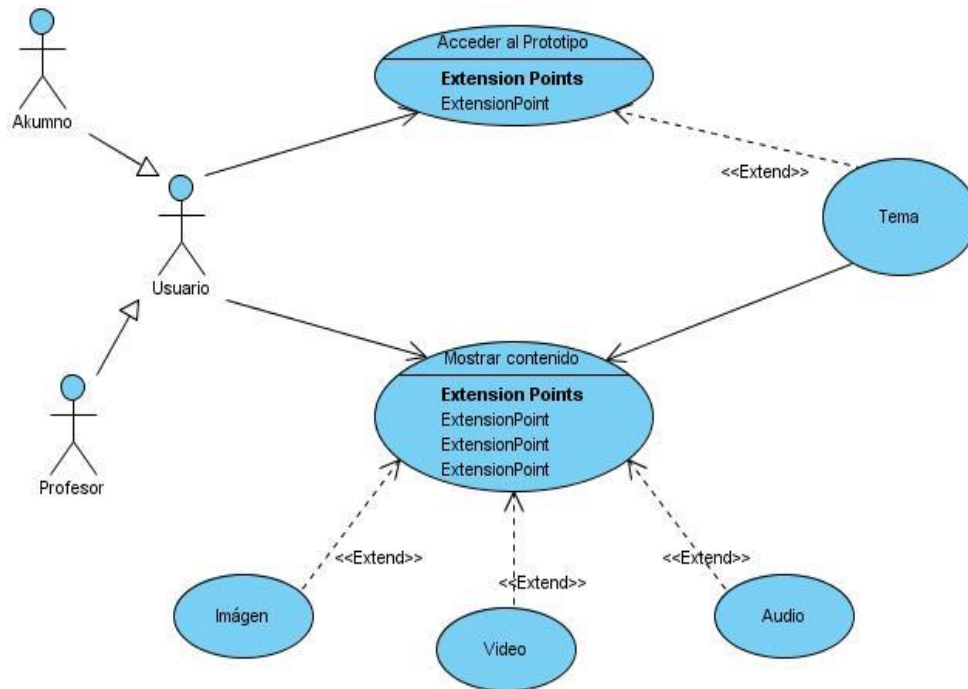 Acceder al Prototipo
Extension Points
ExtensionPoint
Akumno
<<Extend>>
Tema
Usuario
Mostrar contenido
Extension Points
ExtensionPoint
ExtensionPoint
ExtensionPoint
Profesor
<<Extend>>
<<Extend>>
<<Extend>>
Imágen
Video
Audio